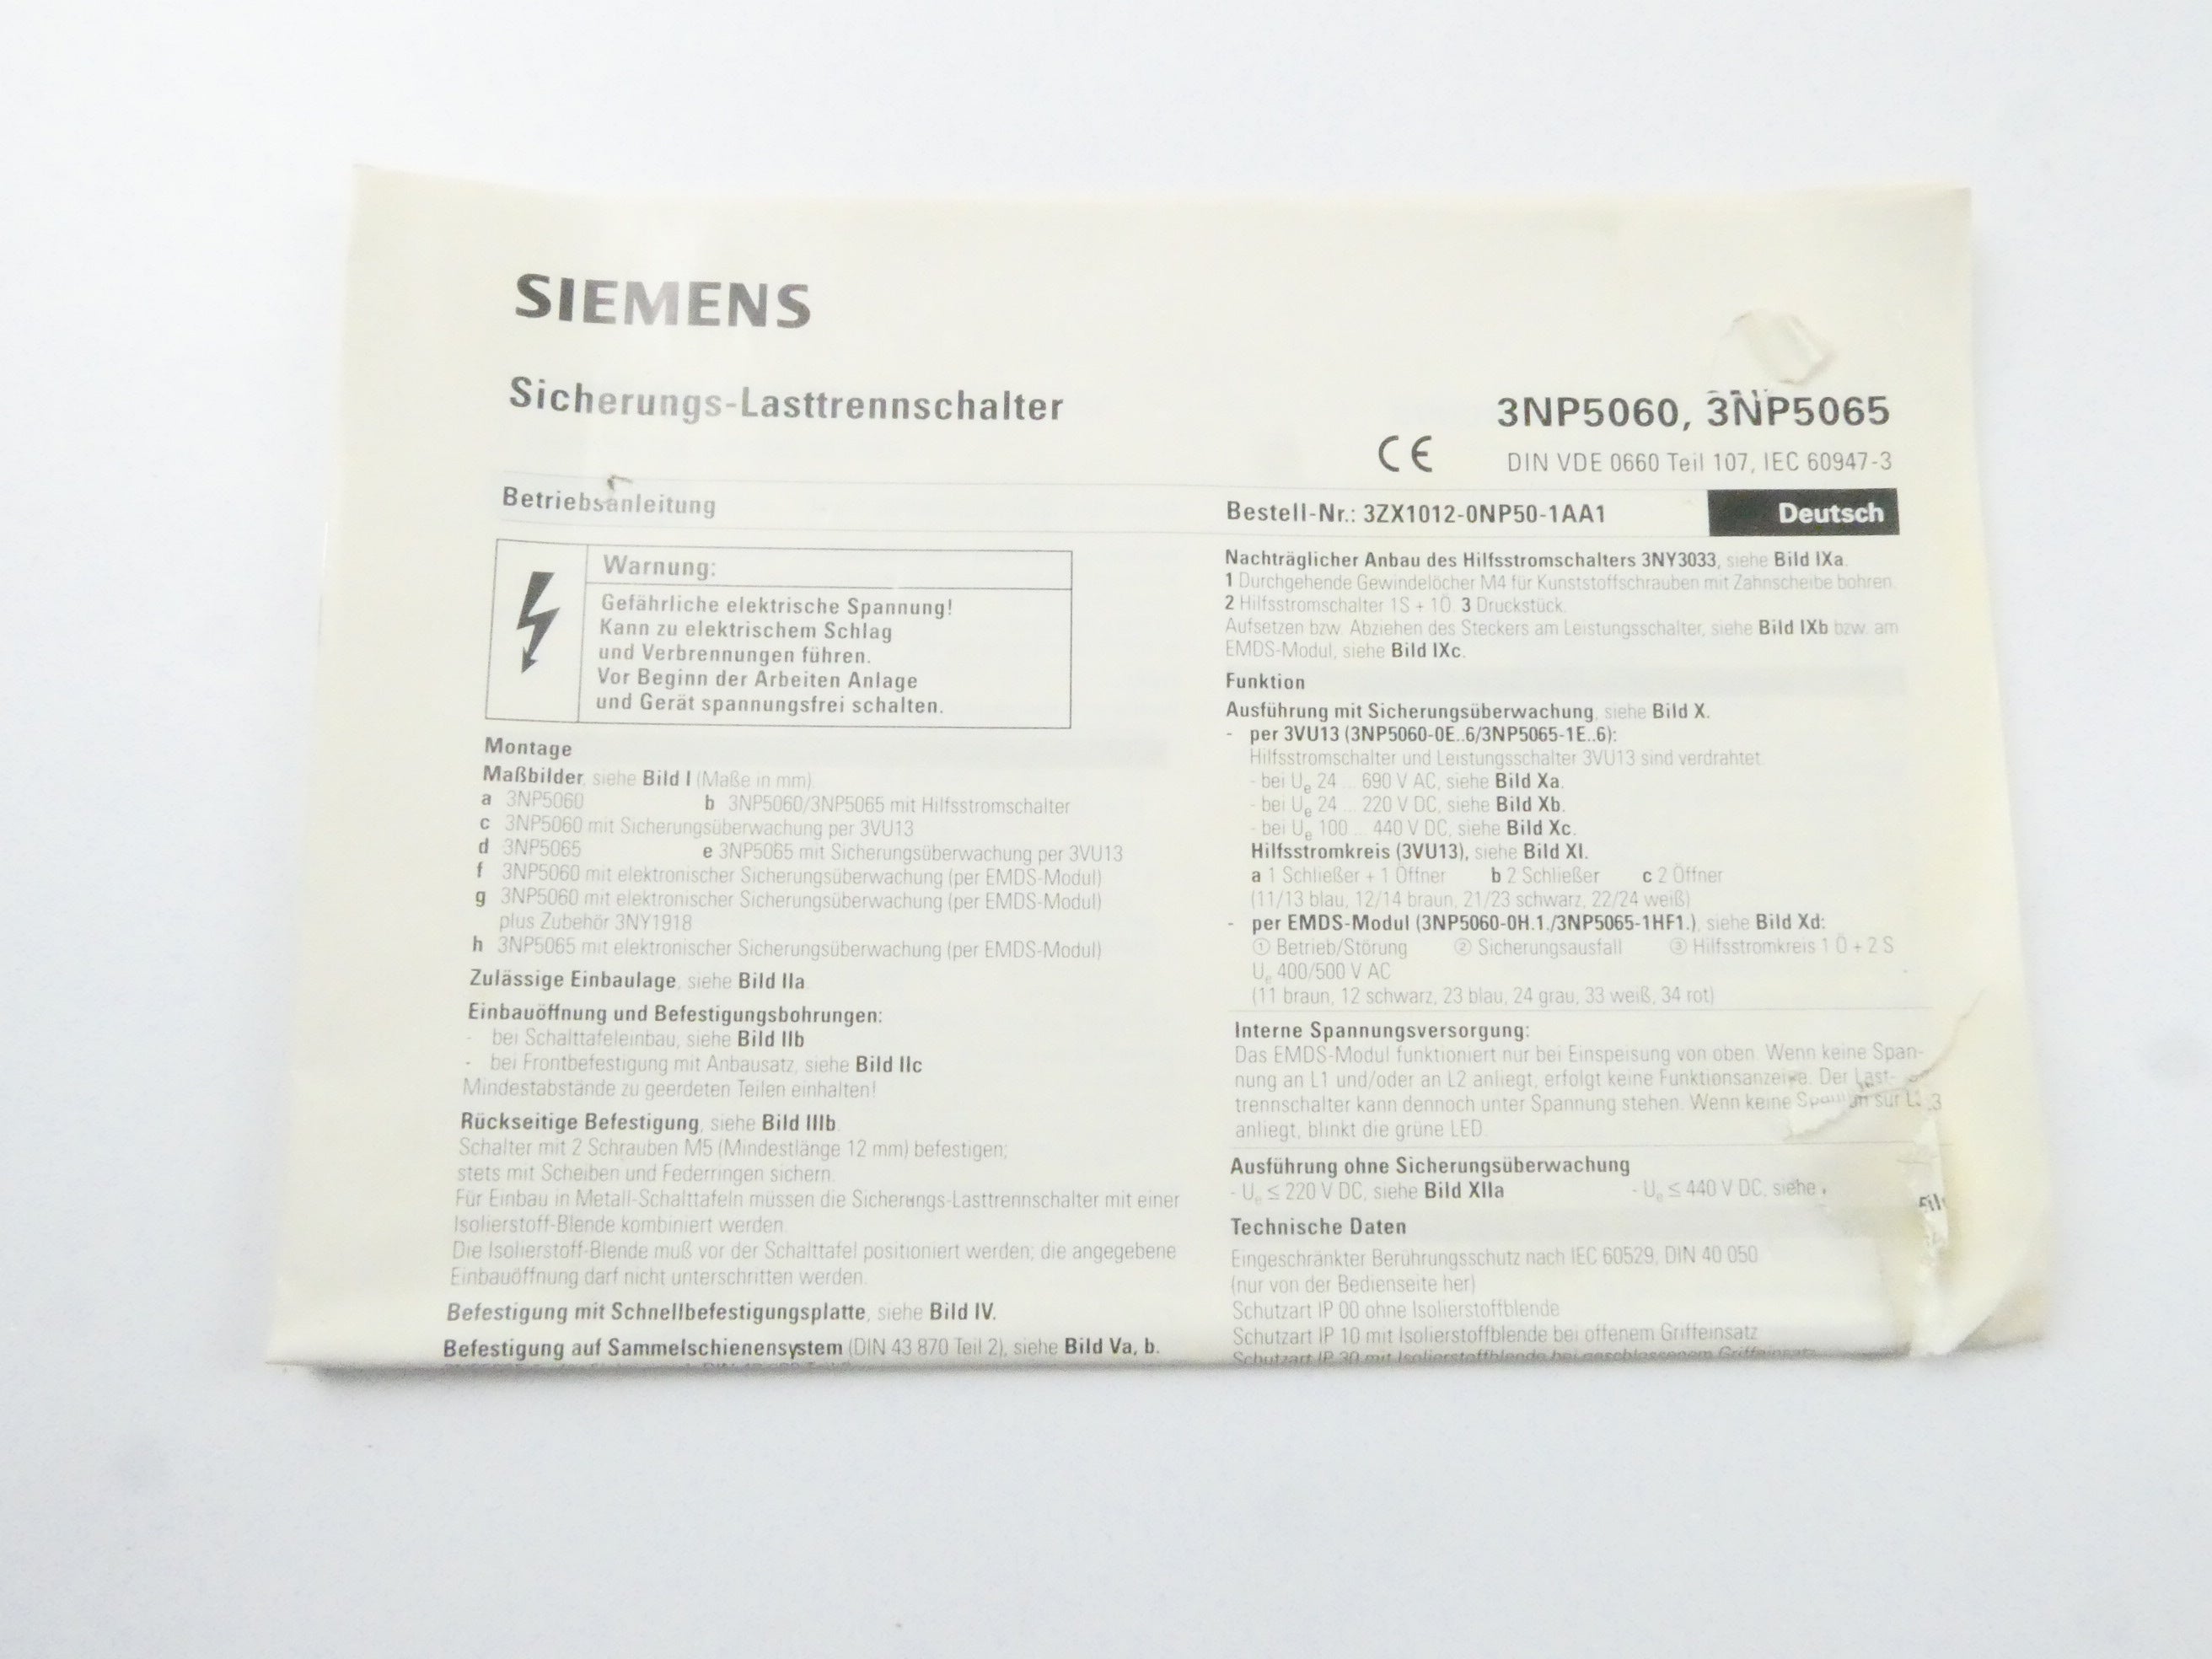 SIEMENS
Sicherungs-Lasttrennschalter
3NP5060, 3NP5065
CE DIN VDE 0660 Teil 107, IEC 60947-3
Betriebsanleitung
Bestell-Nr.: 3ZX1012-0NP50-1AA1
Deutsch
Warnung:
Gefährliche elektrische Spannung!
Kann zu elektrischem Schlag
und Verbrennungen führen.
Vor Beginn der Arbeiten Anlage
und Gerät spannungsfrei schalten.
Montage
Maßbilder, siehe Bild I (Maße in mm).
a 3NP5060 b 3NP5060/3NP5065 mit Hilfsstromschalter
c 3NP5060 mit Sicherungsüberwachung per 3VU13
d 3NP5065 e 3NP5065 mit Sicherungsüberwachung per 3VU13
f 3NP5060 mit elektronischer Sicherungsüberwachung (per EMDS-Modul)
g 3NP5060 mit elektronischer Sicherungsüberwachung (per EMDS-Modul)
plus Zubehör 3NY1918
h 3NP5065 mit elektronischer Sicherungsüberwachung (per EMDS-Modul)
Zulässige Einbaulage, siehe Bild IIa.
Einbauöffnung und Befestigungsbohrungen:
- bei Schalttafeleinbau, siehe Bild IIb
- bei Frontbefestigung mit Anbausatz, siehe Bild IIc
Mindestabstände zu geerdeten Teilen einhalten!
Rückseitige Befestigung, siehe Bild IIIb.
Schalter mit 2 Schrauben M5 (Mindestlänge 12 mm) befestigen;
stets mit Scheiben und Federringen sichern.
Für Einbau in Metall-Schalttafeln müssen die Sicherungs-Lasttrennschalter mit einer
Isolierstoff-Blende kombiniert werden.
Die Isolierstoff-Blende muß vor der Schalttafel positioniert werden; die angegebene
Einbauöffnung darf nicht unterschritten werden.
Befestigung mit Schnellbefestigungsplatte, siehe Bild IV.
Befestigung auf Sammelschienensystem (DIN 43 870 Teil 2), siehe Bild Va, b.
Nachträglicher Anbau des Hilfsstromschalters 3NY3033, siehe Bild IXa.
1 Durchgehende Gewindelöcher M4 für Kunststoffschrauben mit Zahnscheibe bohren.
2 Hilfsstromschalter 1S + 1Ö. 3 Druckstück.
Aufsetzen bzw. Abziehen des Steckers am Leistungsschalter, siehe Bild IXb bzw. am
EMDS-Modul, siehe Bild IXc.
Funktion
Ausführung mit Sicherungsüberwachung, siehe Bild X.
- per 3VU13 (3NP5060-0E..6/3NP5065-1E..6):
Hilfsstromschalter und Leistungsschalter 3VU13 sind verdrahtet.
- bei Ue 24 ... 690 V AC, siehe Bild Xa.
- bei Ue 24 ... 220 V DC, siehe Bild Xb.
- bei Ue 100 ... 440 V DC, siehe Bild Xc.
Hilfsstromkreis (3VU13), siehe Bild XI.
a 1 Schließer + 1 Öffner b 2 Schließer c 2 Öffner
(11/13 blau, 12/14 braun, 21/23 schwarz, 22/24 weiß)
- per EMDS-Modul (3NP5060-0H.1./3NP5065-1HF1.), siehe Bild Xd:
① Betrieb/Störung ② Sicherungsausfall ③ Hilfsstromkreis 1 Ö + 2 S
Ue 400/500 V AC
(11 braun, 12 schwarz, 23 blau, 24 grau, 33 weiß, 34 rot)
Interne Spannungsversorgung:
Das EMDS-Modul funktioniert nur bei Einspeisung von oben. Wenn keine Span-
nung an L1 und/oder an L2 anliegt, erfolgt keine Funktionsanzeige. Der Last-
trennschalter kann dennoch unter Spannung stehen. Wenn keine
anliegt, blinkt die grüne LED.
Ausführung ohne Sicherungsüberwachung
- Ue ≤ 220 V DC, siehe Bild XIIa - Ue ≤ 440 V DC, siehe
Technische Daten
Eingeschränkter Berührungsschutz nach IEC 60529, DIN 40 050
(nur von der Bedienseite her)
Schutzart IP 00 ohne Isolierstoffblende
Schutzart IP 10 mit Isolierstoffblende bei offenem Griffeinsatz
Schutzart IP 30 mit Isolierstoffblende bei geschlossenem Griffeinsatz